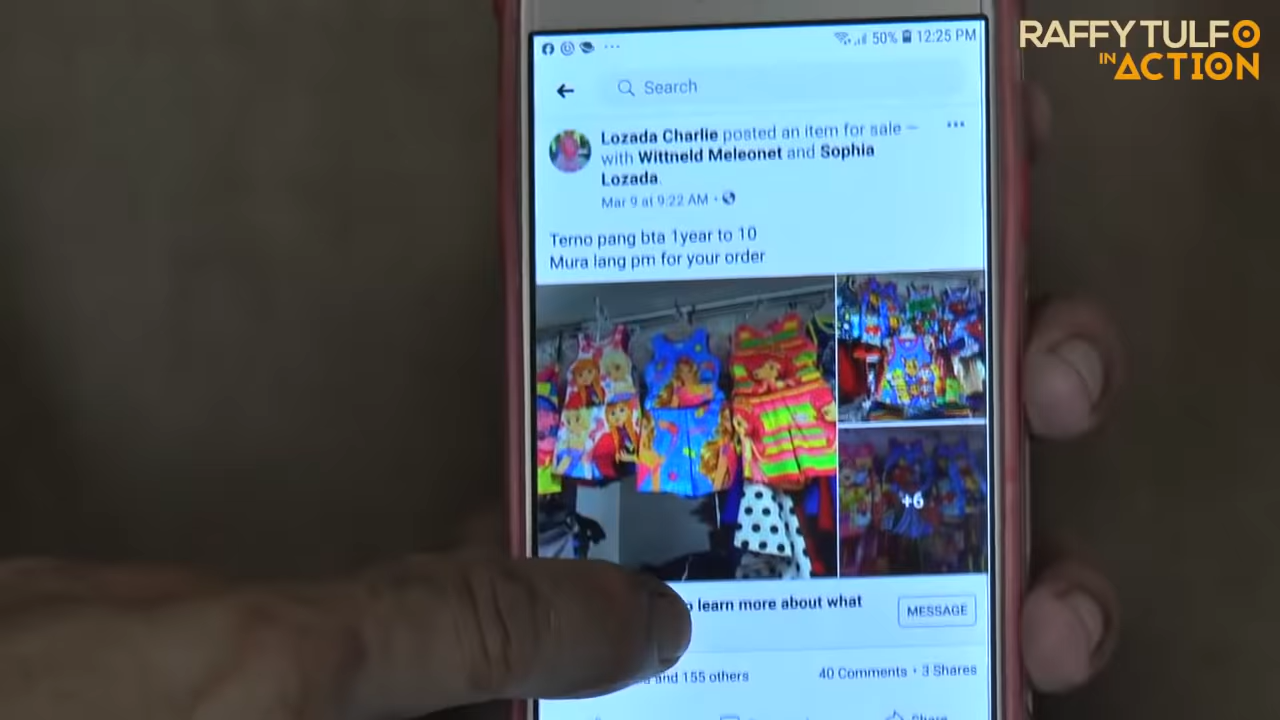 RAFFY TULFO
IN ACTION
50% 12:25 PM
Search
Lozada Charlie posted an item for sale –
with Wittneld Meleonet and Sophia
Lozada.
Mar 9 at 9:22 AM
Terno pang bta 1year to 10
Mura lang pm for your order
+6
learn more about what
MESSAGE
and 155 others
40 Comments • 3 Shares
Share